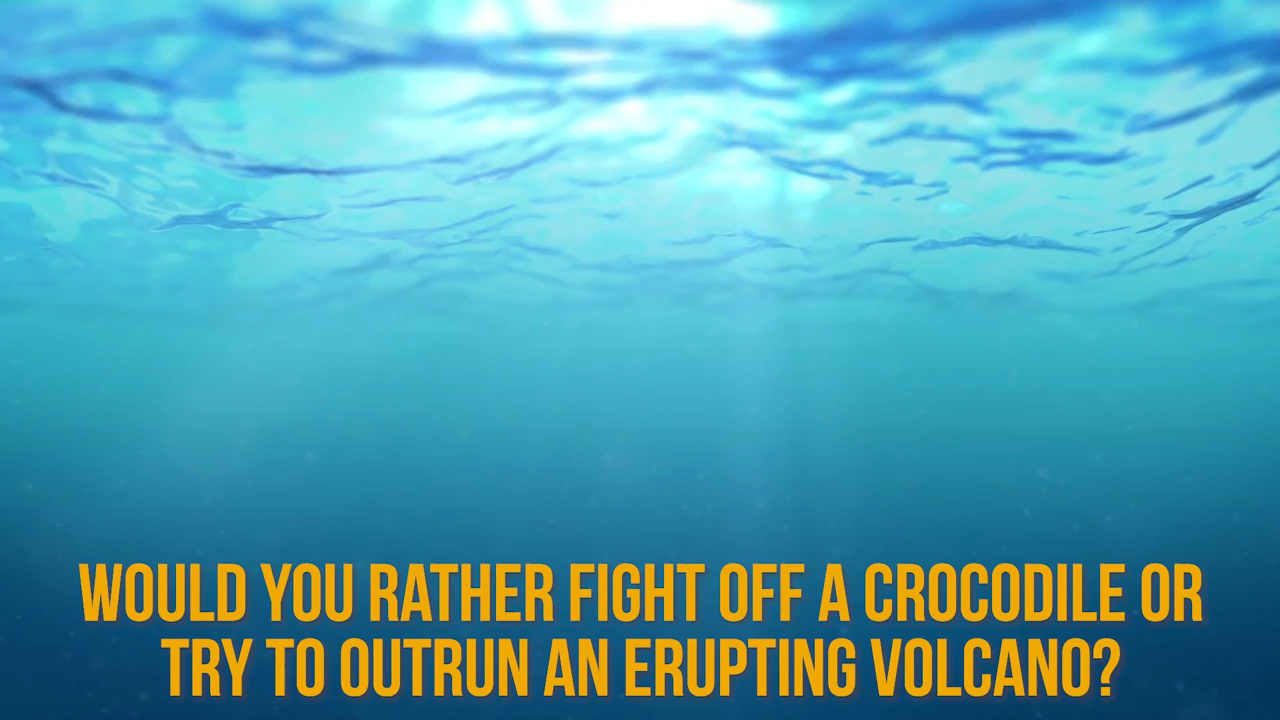 WOULD YOU RATHER FIGHT OFF A CROCODILE OR
TRY TO OUTRUN AN ERUPTING VOLCANO?